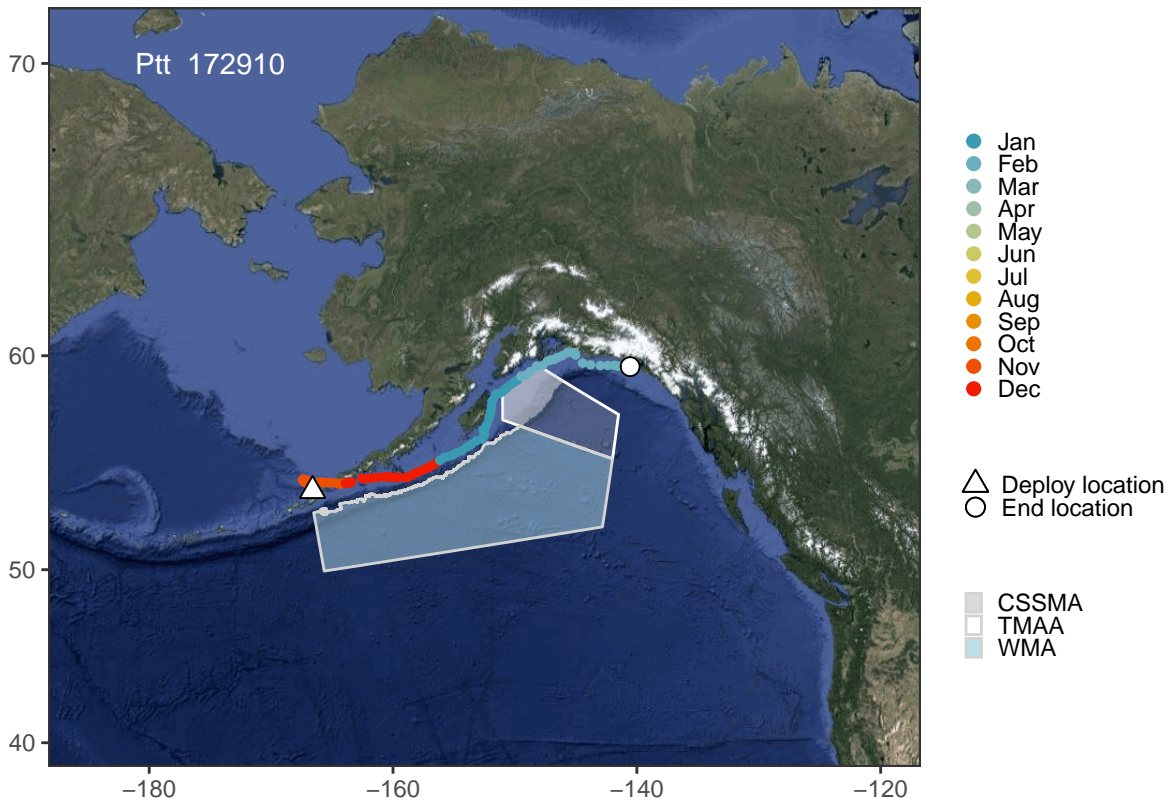 Ptt 172910
70
60
50
40
−180
−160
−140
−120
Jan
Feb
Mar
Apr
May
Jun
Jul
Aug
Sep
Oct
Nov
Dec
Deploy location
End location
CSSMA
TMAA
WMA